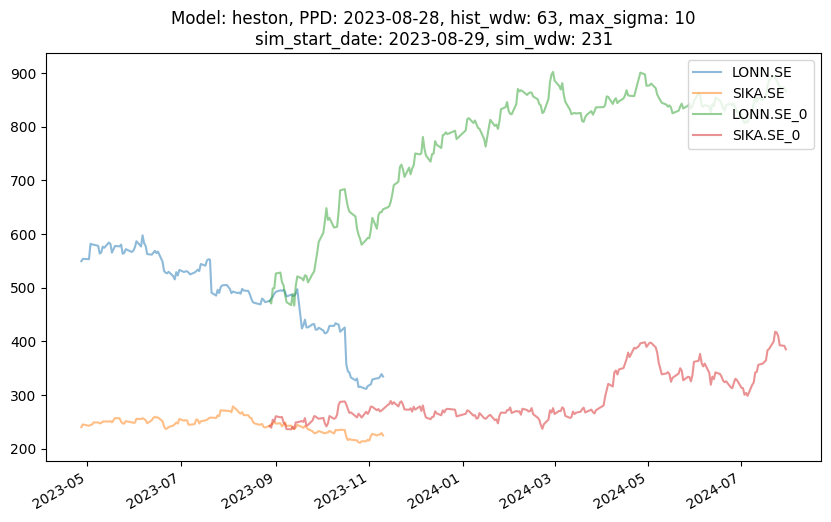 Model: heston, PPD: 2023-08-28, hist_wdw: 63, max_sigma: 10
sim_start_date: 2023-08-29, sim_wdw: 231
LONN.SE
SIKA.SE
LONN.SE_0
SIKA.SE_0
900
800
700
600
500
400
300
200
2023-05
2023-07
2023-09
2023-11
2024-01
2024-03
2024-05
2024-07